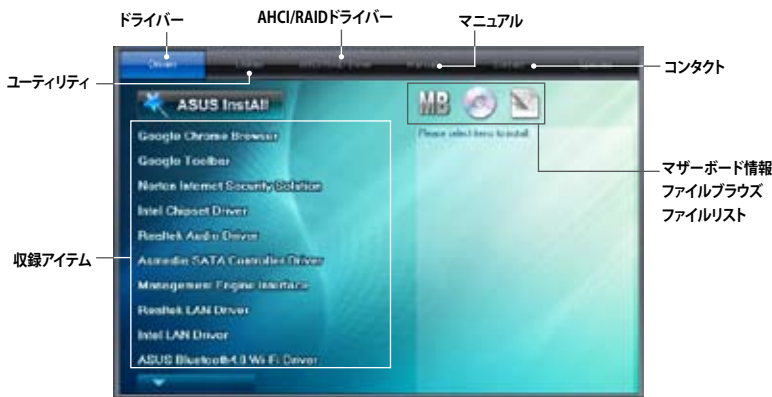 ドライバー
AHCI/RAIDドライバー
マニュアル
ユーティリティ
コンタクト
Drivers
ASUS InstAll
MB
Please select items to install.
Google Chrome Browser
Google Toolbar
Norton Internet Security Solution
Intel Chipset Driver
Realtek Audio Driver
Asmedia SATA Controller Driver
Management Engine Interface
Realtek LAN Driver
Intel LAN Driver
ASUS Bluetooth4.0 Wi-Fi Driver
収録アイテム
マザーボード情報
ファイルブラウズ
ファイルリスト